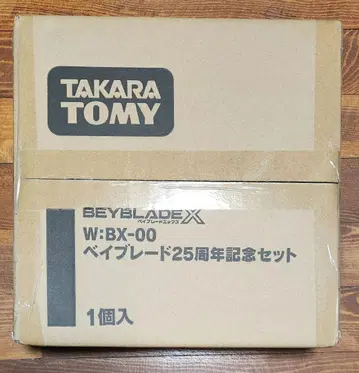 TAKARA
TOMY
BEYBLADE X
ベイブレードエックス
W:BX-00
ベイブレード25周年記念セット
1個入